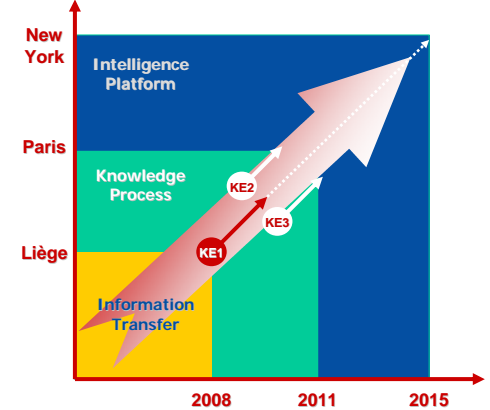 New
York
Intelligence
Platform
Paris
Knowledge
Process
KE2
KE3
Liège
KE1
Information
Transfer
2008
2011
2015